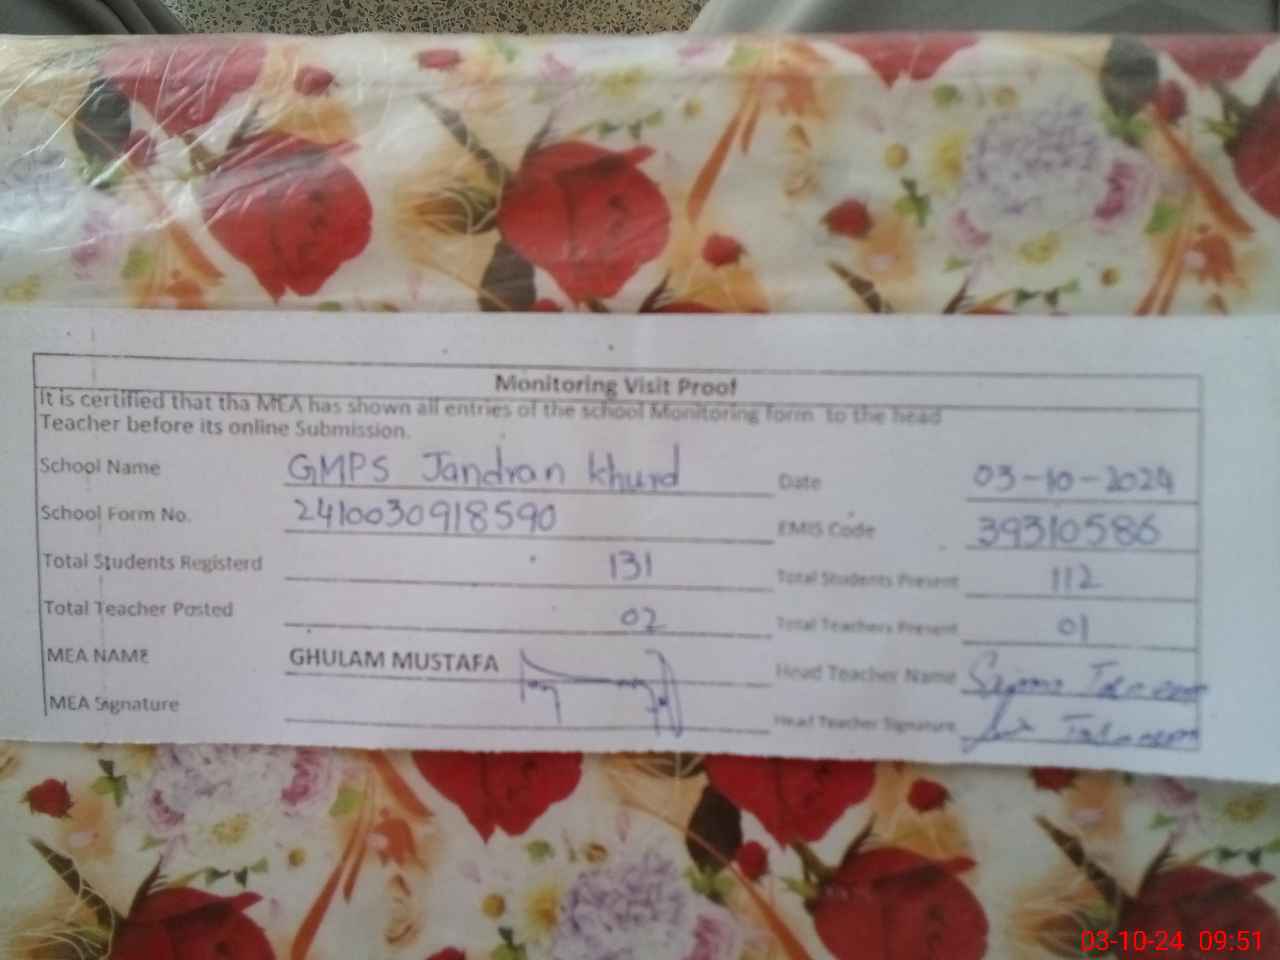 Monitoring Visit Proof
It is certified that tha MEA has shown all entries of the school Monitoring form to the head
Teacher before its online Submission.
School Name GMPS Jandran khurd Date 03-10-2024
School Form No. 2410030918590 EMIS Code 39310586
Total Students Registerd 131 Total Students Present 112
Total Teacher Posted 02 Total Teachers Present 01
MEA NAME GHULAM MUSTAFA Head Teacher Name
MEA Signature Head Teacher Signature
03-10-24 09:51